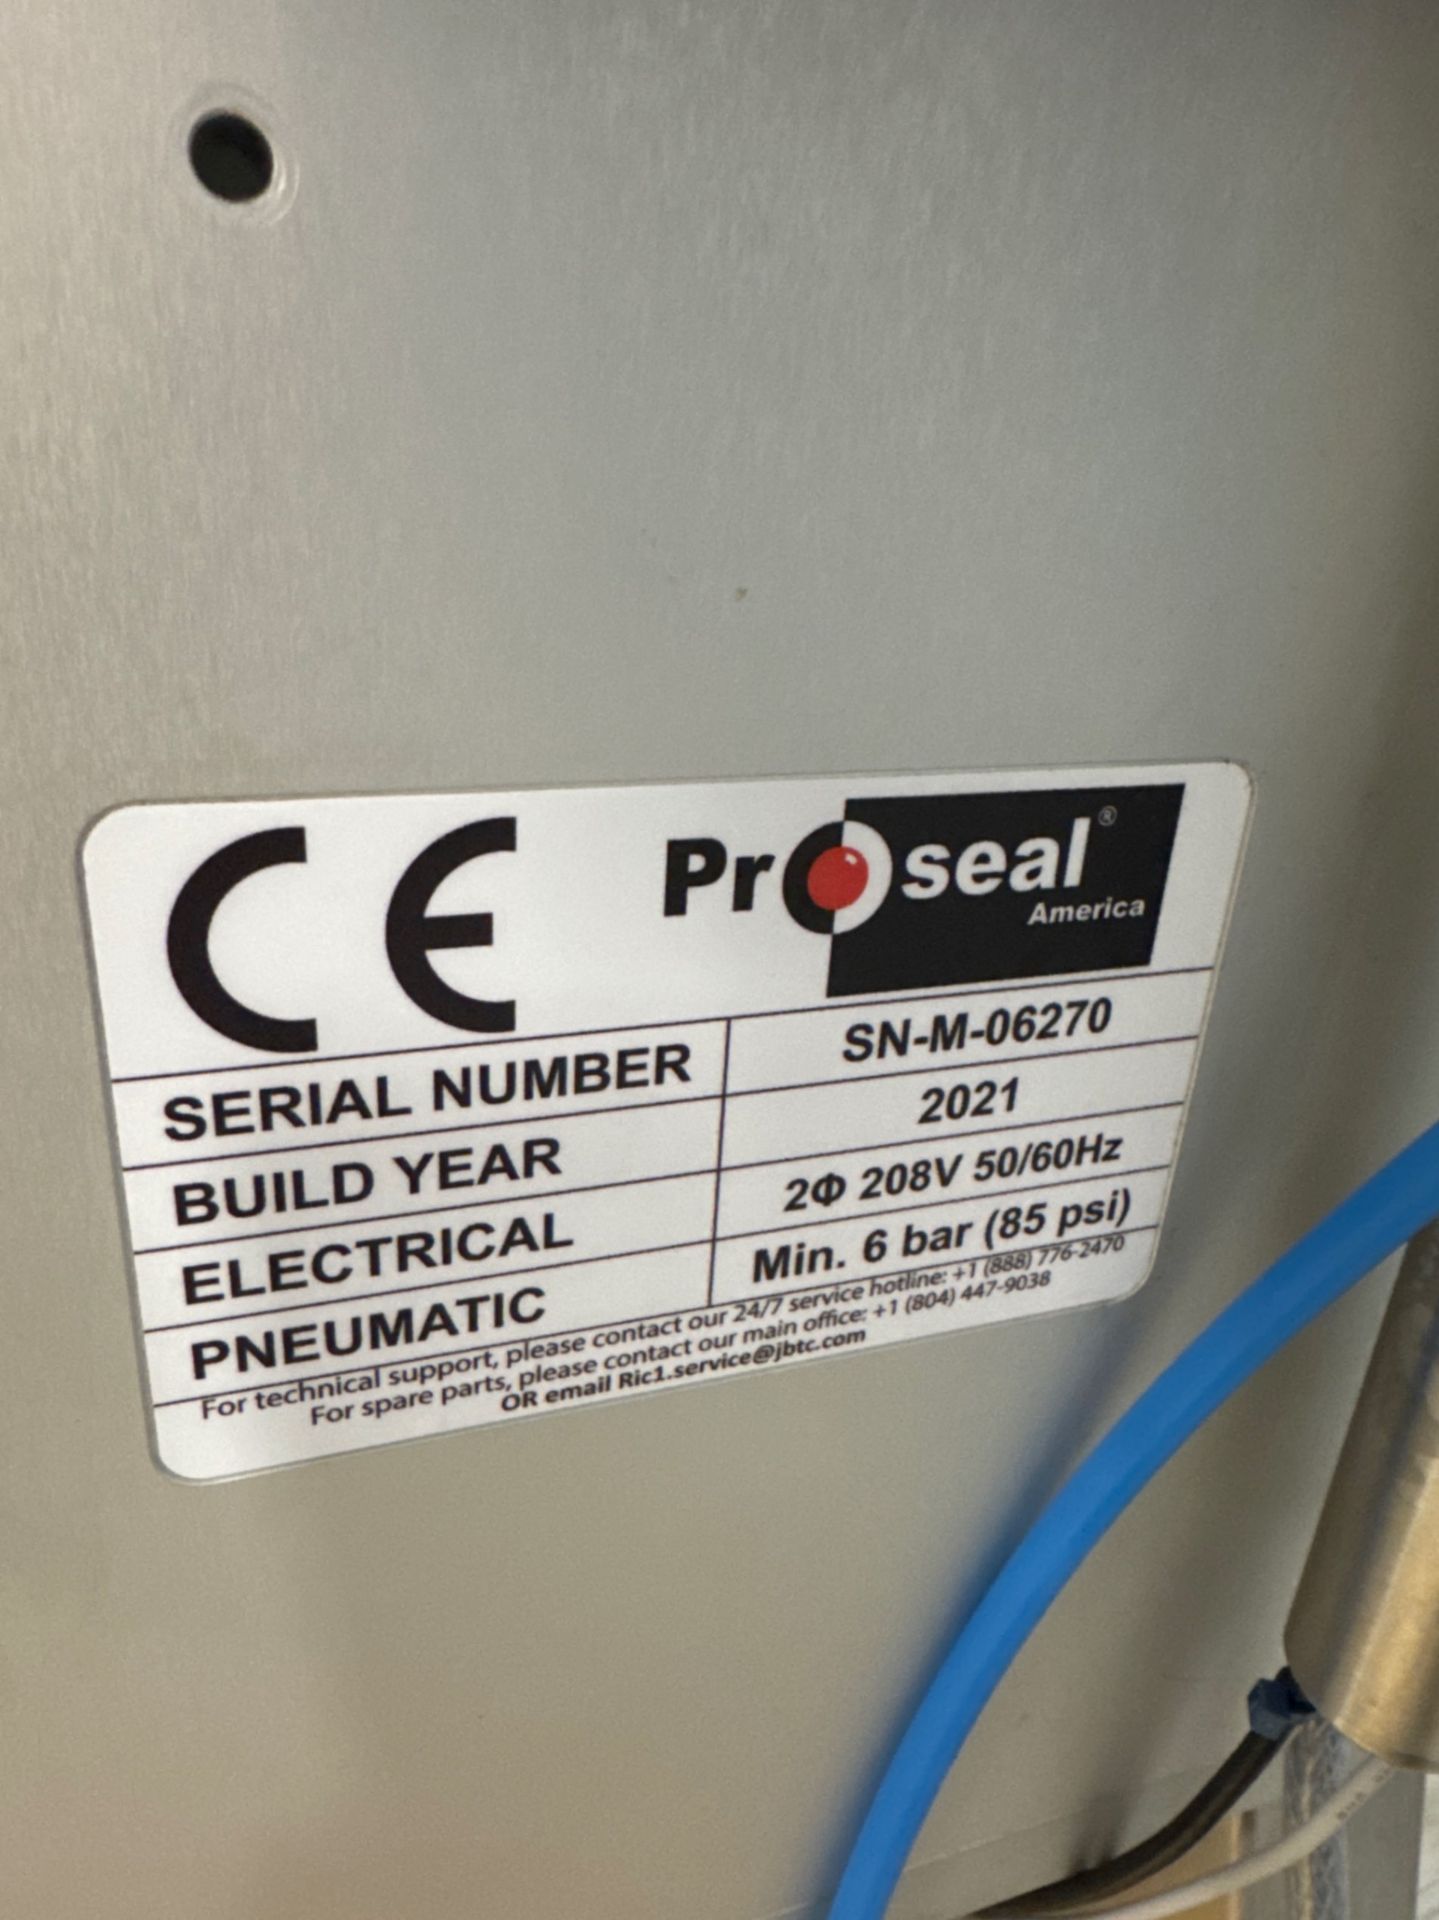 CE
Proseal®
America
SERIAL NUMBER SN-M-06270
BUILD YEAR 2021
ELECTRICAL 2Φ 208V 50/60Hz
PNEUMATIC Min. 6 bar (85 psi)
For technical support, please contact our 24/7 service hotline: +1 (888) 776-2470
For spare parts, please contact our main office: +1 (804) 447-9038
OR email Ric1.service@jbtc.com